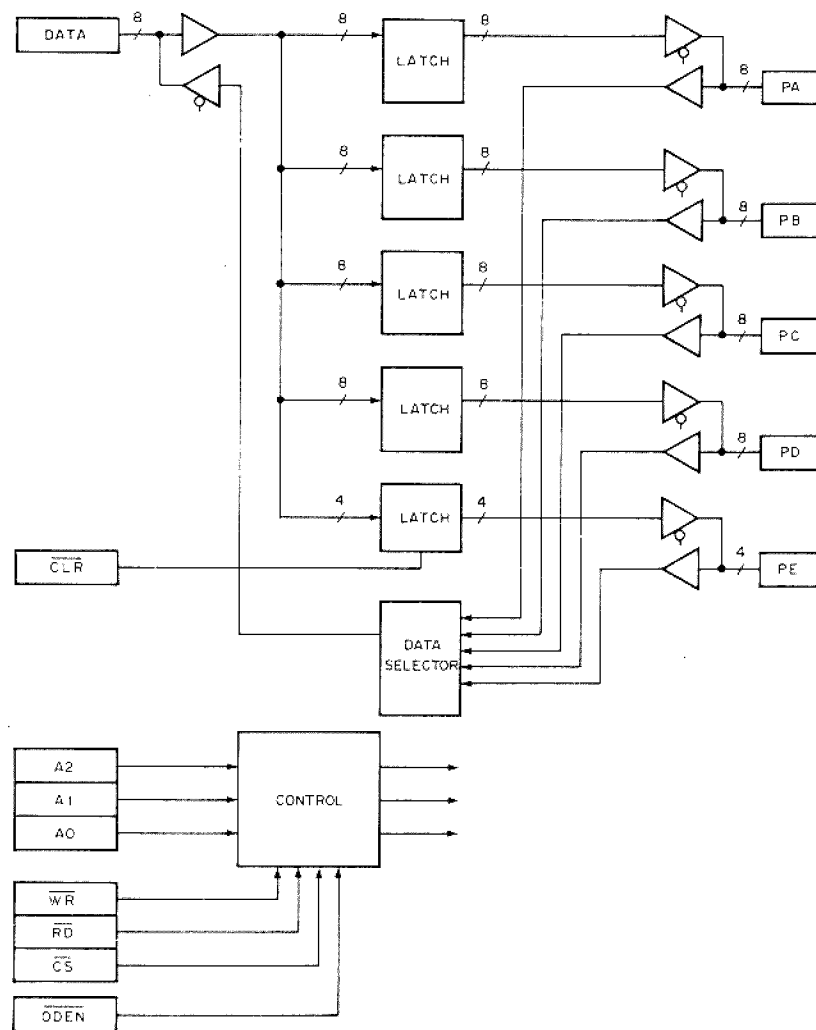 DATA 8 8 LATCH 8 8 PA
8 LATCH 8 8 PB
8 LATCH 8 8 PC
8 LATCH 8 8 PD
4 LATCH 4 4 PE
CLR
DATA
SELECTOR
A2
A1
A0
CONTROL
WR
RD
CS
ODEN